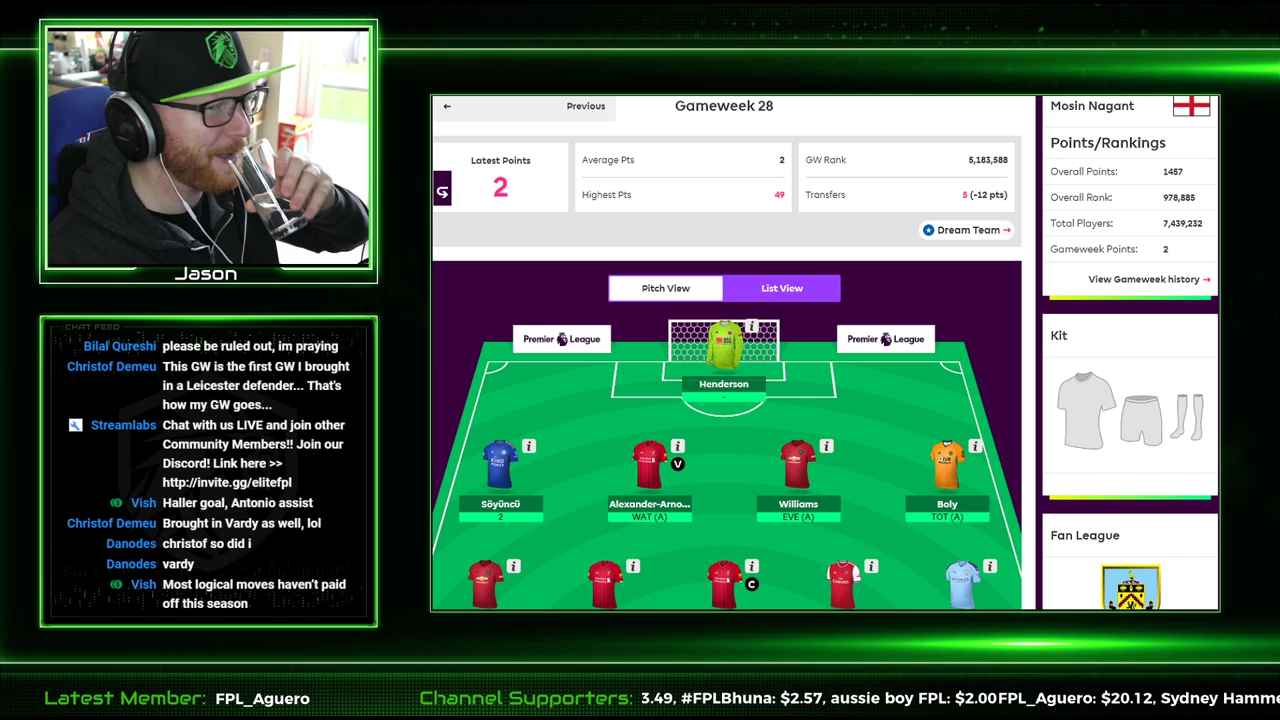 Jason
CHAT FEED
Bilal Qureshi please be ruled out, im praying
Christof Demeu This GW is the first GW I brought
in a Leicester defender... That's
how my GW goes...
Streamlabs Chat with us LIVE and join other
Community Members!! Join our
Discord! Link here >>
http://invite.gg/elitefpl
Vish Haller goal, Antonio assist
Christof Demeu Brought in Vardy as well, lol
Danodes christof so did i
Danodes vardy
Vish Most logical moves haven't paid
off this season
← Previous
Gameweek 28
Latest Points
2
Average Pts 2
Highest Pts 49
GW Rank 5,183,588
Transfers 5 (-12 pts)
Dream Team →
Pitch View
List View
Premier League
Premier League
Henderson
-
Söyüncü
2
V
Alexander-Arno...
WAT (A)
Williams
EVE (A)
Boly
TOT (A)
C
Mosin Nagant
Points/Rankings
Overall Points: 1457
Overall Rank: 978,885
Total Players: 7,439,232
Gameweek Points: 2
View Gameweek history →
Kit
Fan League
Latest Member: FPL_Aguero
Channel Supporters: 3.49, #FPLBhuna: $2.57, aussie boy FPL: $2.00FPL_Aguero: $20.12, Sydney Hamme